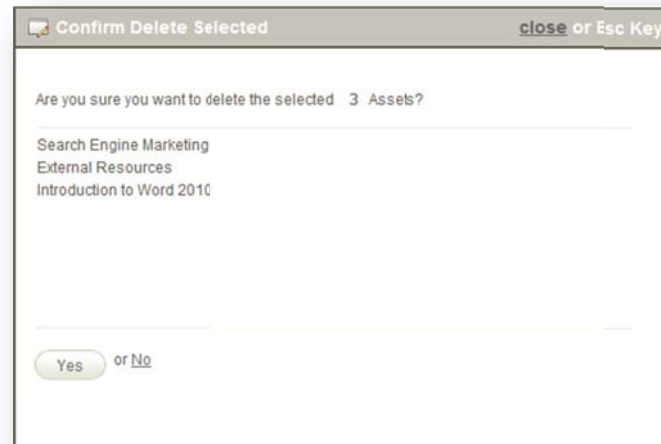 Confirm Delete Selected close or Esc Key
Are you sure you want to delete the selected 3 Assets?
Search Engine Marketing
External Resources
Introduction to Word 2010
Yes or No